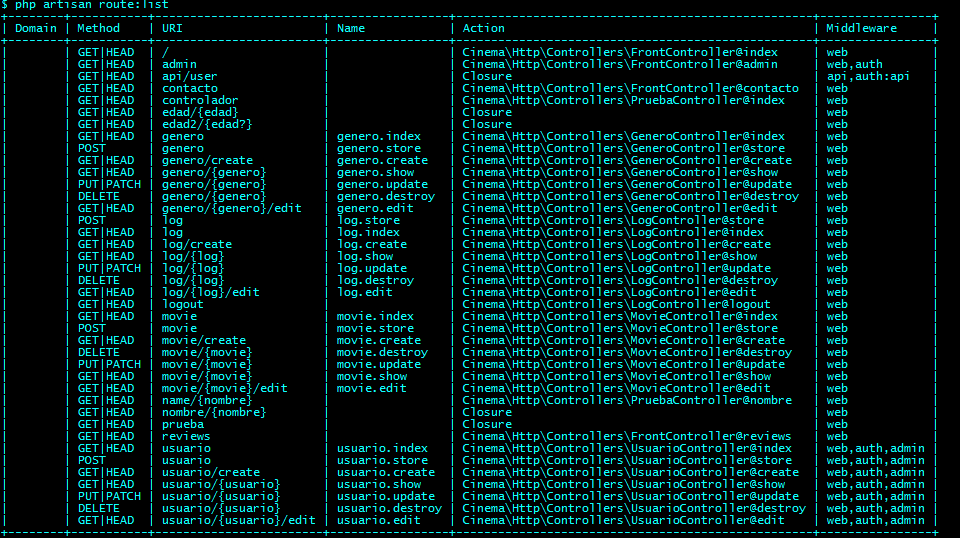 $ php artisan route:list
+--------+-----------+------------------------+-----------------+------------------------------------------------+----------------+
| Domain | Method | URI | Name | Action | Middleware |
+--------+-----------+------------------------+-----------------+------------------------------------------------+----------------+
| | GET|HEAD | / | | Cinema\Http\Controllers\FrontController@index | web |
| | GET|HEAD | admin | | Cinema\Http\Controllers\FrontController@admin | web,auth |
| | GET|HEAD | api/user | | Closure | api,auth:api |
| | GET|HEAD | contacto | | Cinema\Http\Controllers\FrontController@contacto | web |
| | GET|HEAD | controlador | | Cinema\Http\Controllers\PruebaController@index | web |
| | GET|HEAD | edad/{edad} | | Closure | web |
| | GET|HEAD | edad2/{edad?} | | Closure | web |
| | GET|HEAD | genero | genero.index | Cinema\Http\Controllers\GeneroController@index | web |
| | POST | genero | genero.store | Cinema\Http\Controllers\GeneroController@store | web |
| | GET|HEAD | genero/create | genero.create | Cinema\Http\Controllers\GeneroController@create | web |
| | GET|HEAD | genero/{genero} | genero.show | Cinema\Http\Controllers\GeneroController@show | web |
| | PUT|PATCH | genero/{genero} | genero.update | Cinema\Http\Controllers\GeneroController@update | web |
| | DELETE | genero/{genero} | genero.destroy | Cinema\Http\Controllers\GeneroController@destroy | web |
| | GET|HEAD | genero/{genero}/edit | genero.edit | Cinema\Http\Controllers\GeneroController@edit | web |
| | POST | log | log.store | Cinema\Http\Controllers\LogController@store | web |
| | GET|HEAD | log | log.index | Cinema\Http\Controllers\LogController@index | web |
| | GET|HEAD | log/create | log.create | Cinema\Http\Controllers\LogController@create | web |
| | GET|HEAD | log/{log} | log.show | Cinema\Http\Controllers\LogController@show | web |
| | PUT|PATCH | log/{log} | log.update | Cinema\Http\Controllers\LogController@update | web |
| | DELETE | log/{log} | log.destroy | Cinema\Http\Controllers\LogController@destroy | web |
| | GET|HEAD | log/{log}/edit | log.edit | Cinema\Http\Controllers\LogController@edit | web |
| | GET|HEAD | logout | | Cinema\Http\Controllers\LogController@logout | web |
| | GET|HEAD | movie | movie.index | Cinema\Http\Controllers\MovieController@index | web |
| | POST | movie | movie.store | Cinema\Http\Controllers\MovieController@store | web |
| | GET|HEAD | movie/create | movie.create | Cinema\Http\Controllers\MovieController@create | web |
| | DELETE | movie/{movie} | movie.destroy | Cinema\Http\Controllers\MovieController@destroy | web |
| | PUT|PATCH | movie/{movie} | movie.update | Cinema\Http\Controllers\MovieController@update | web |
| | GET|HEAD | movie/{movie} | movie.show | Cinema\Http\Controllers\MovieController@show | web |
| | GET|HEAD | movie/{movie}/edit | movie.edit | Cinema\Http\Controllers\MovieController@edit | web |
| | GET|HEAD | name/{nombre} | | Cinema\Http\Controllers\PruebaController@nombre | web |
| | GET|HEAD | nombre/{nombre} | | Closure | web |
| | GET|HEAD | prueba | | Closure | web |
| | GET|HEAD | reviews | | Cinema\Http\Controllers\FrontController@reviews | web |
| | GET|HEAD | usuario | usuario.index | Cinema\Http\Controllers\UsuarioController@index | web,auth,admin |
| | POST | usuario | usuario.store | Cinema\Http\Controllers\UsuarioController@store | web,auth,admin |
| | GET|HEAD | usuario/create | usuario.create | Cinema\Http\Controllers\UsuarioController@create | web,auth,admin |
| | GET|HEAD | usuario/{usuario} | usuario.show | Cinema\Http\Controllers\UsuarioController@show | web,auth,admin |
| | PUT|PATCH | usuario/{usuario} | usuario.update | Cinema\Http\Controllers\UsuarioController@update | web,auth,admin |
| | DELETE | usuario/{usuario} | usuario.destroy | Cinema\Http\Controllers\UsuarioController@destroy | web,auth,admin |
| | GET|HEAD | usuario/{usuario}/edit | usuario.edit | Cinema\Http\Controllers\UsuarioController@edit | web,auth,admin |
+--------+-----------+------------------------+-----------------+------------------------------------------------+----------------+